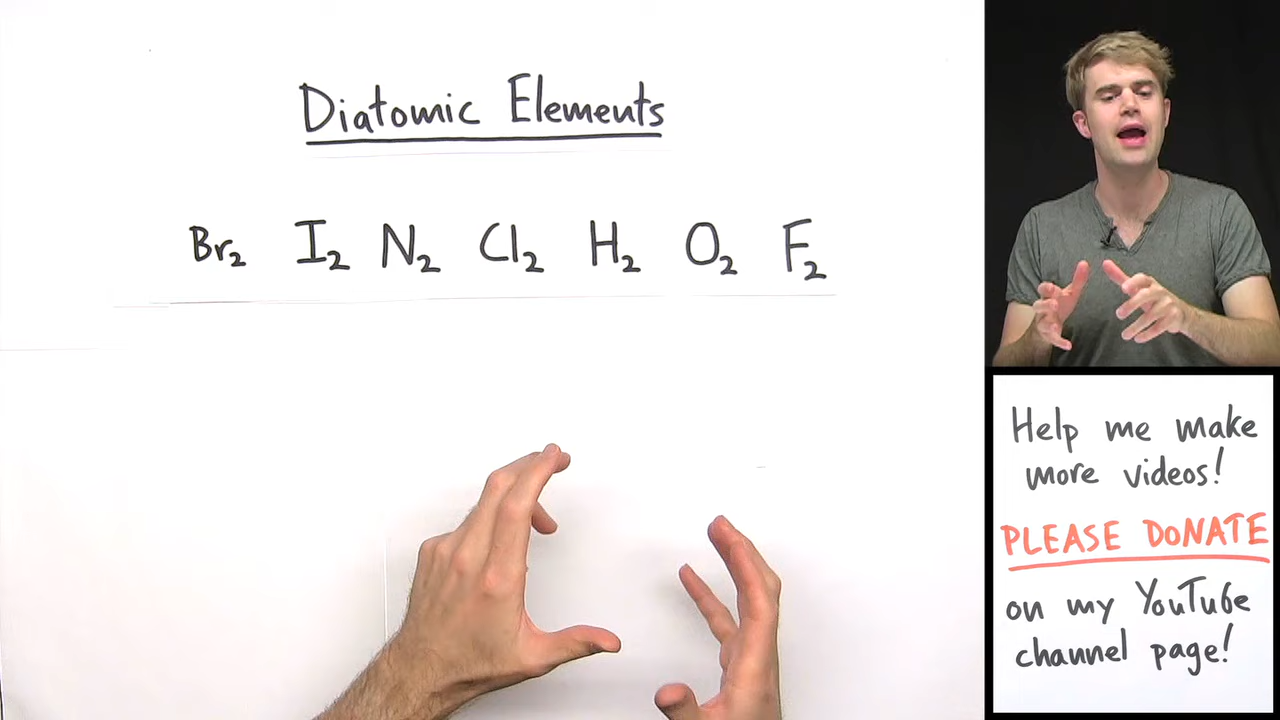 Diatomic Elements
Br₂ I₂ N₂ Cl₂ H₂ O₂ F₂
Help me make
more videos!
PLEASE DONATE
on my YouTube
channel page!